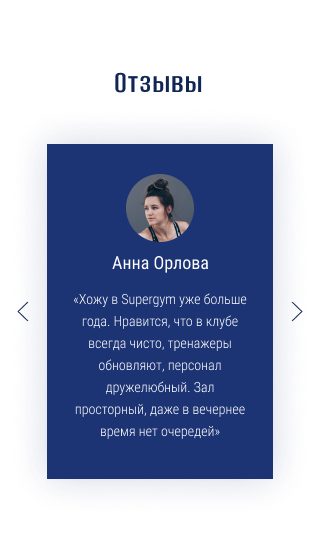 Отзывы
Анна Орлова
«Хожу в Supergym уже больше
года. Нравится, что в клубе
всегда чисто, тренажеры
обновляют, персонал
дружелюбный. Зал
просторный, даже в вечернее
время нет очередей»